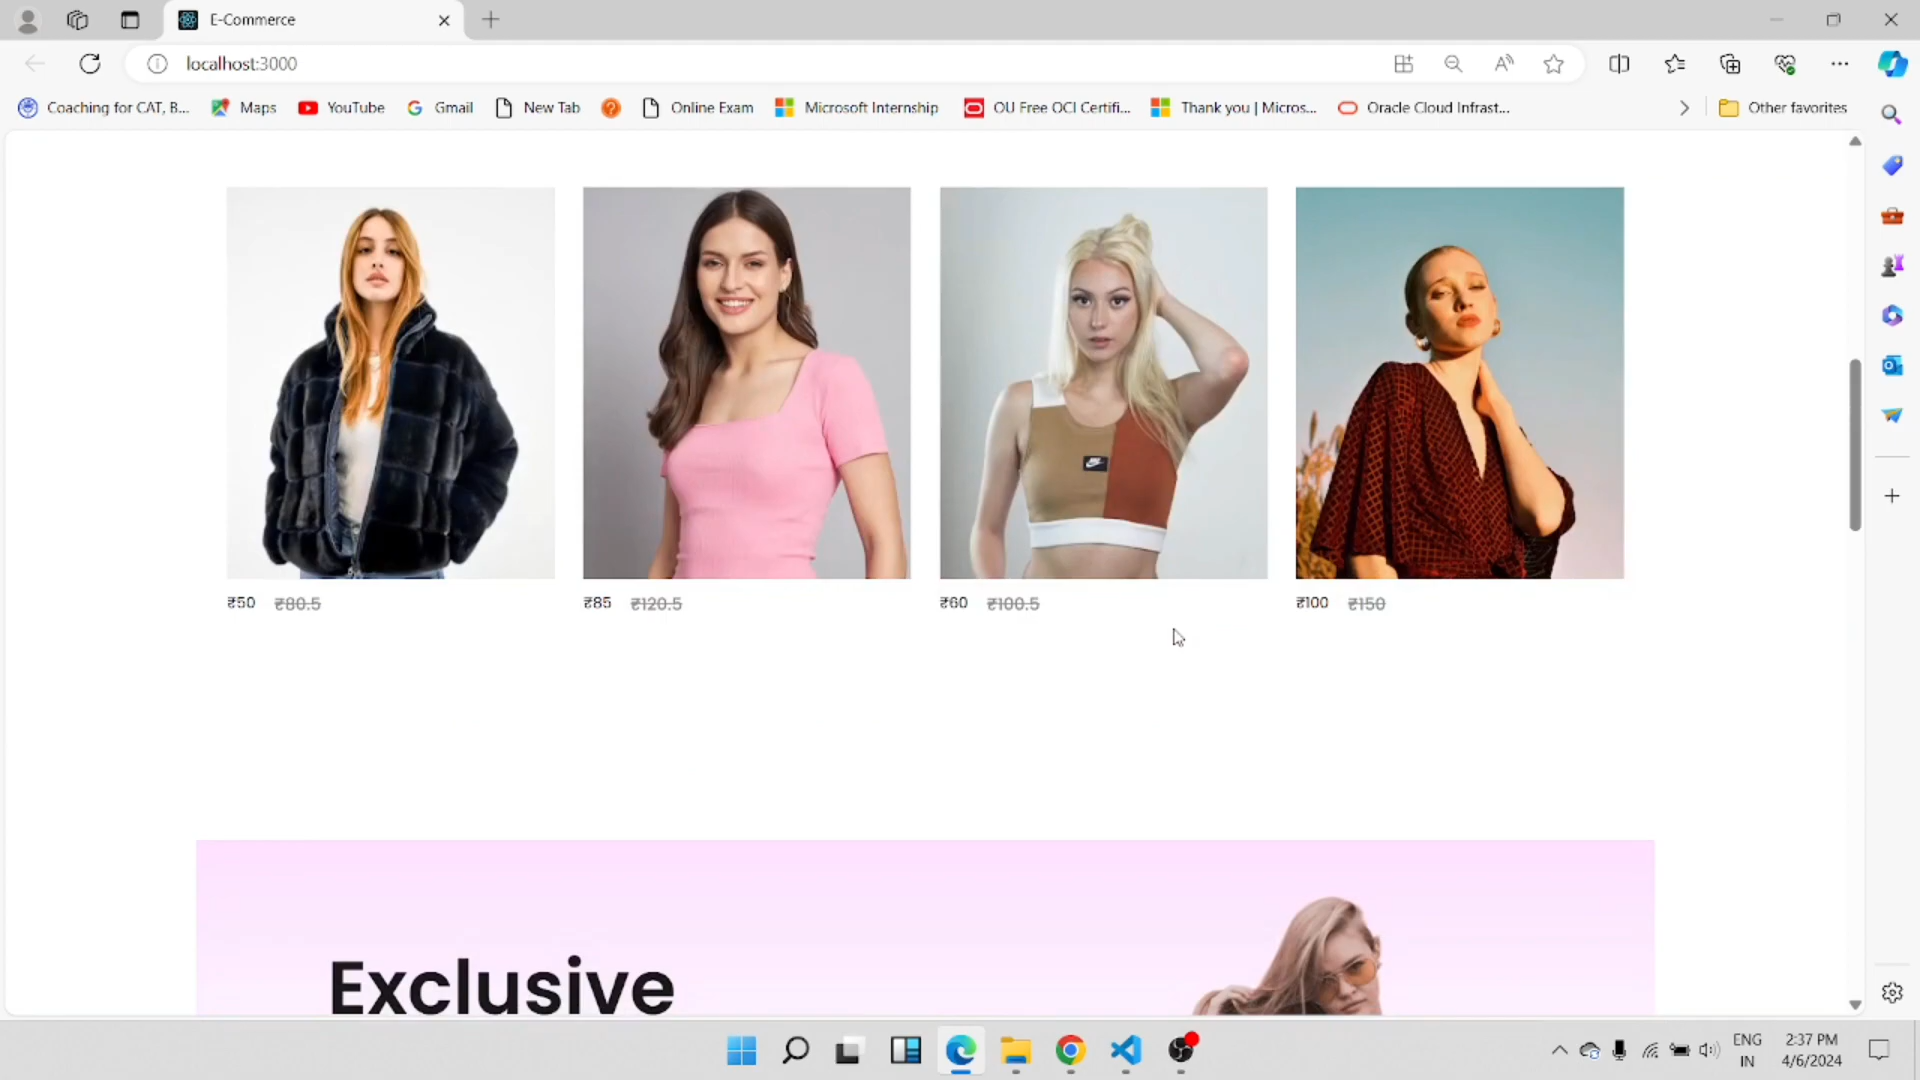 E-Commerce
localhost:3000
Coaching for CAT, B...
Maps
YouTube
Gmail
New Tab
Online Exam
Microsoft Internship
OU Free OCI Certifi...
Thank you | Micros...
Oracle Cloud Infrast...
Other favorites
₹50 ₹80.5
₹85 ₹120.5
₹60 ₹100.5
₹100 ₹150
Exclusive
ENG
IN
2:37 PM
4/6/2024